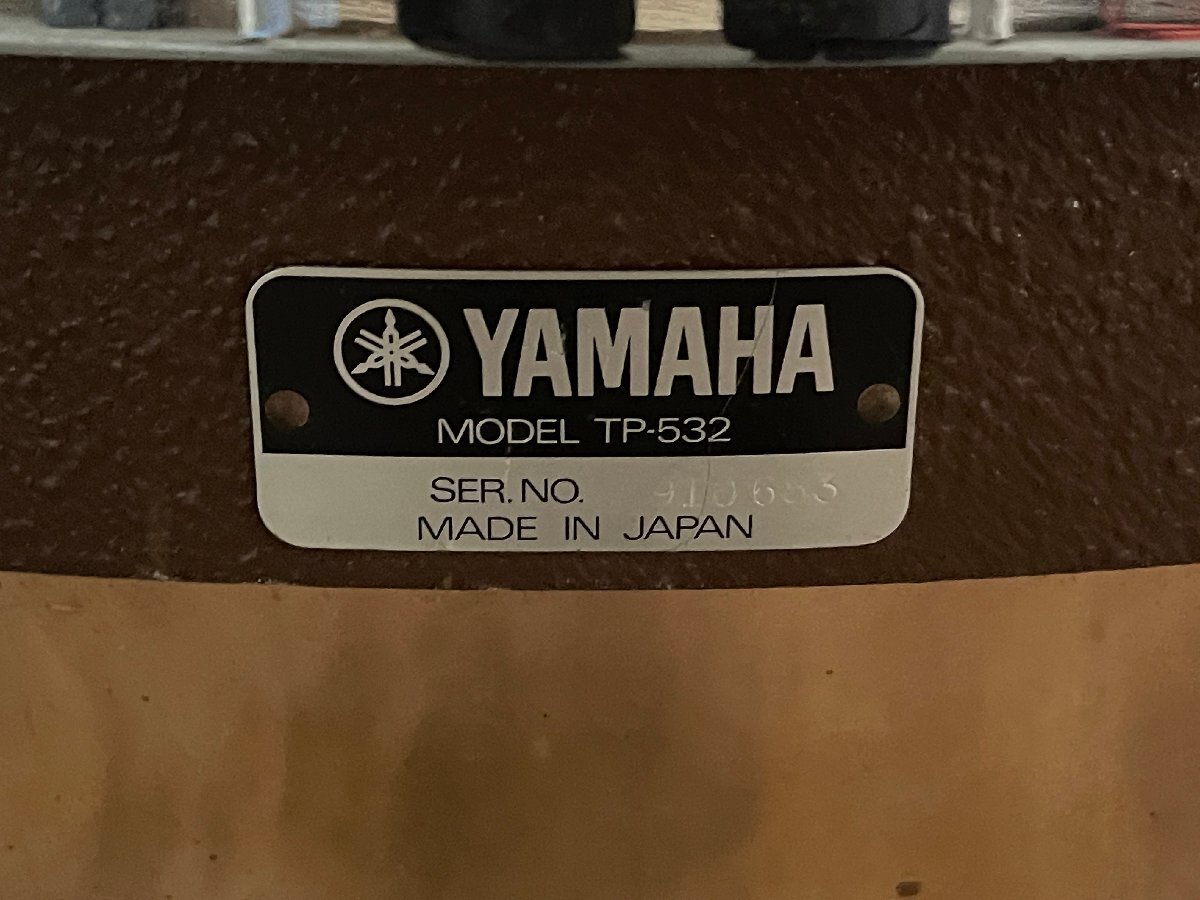 YAMAHA
MODEL TP-532
SER. NO.
MADE IN JAPAN